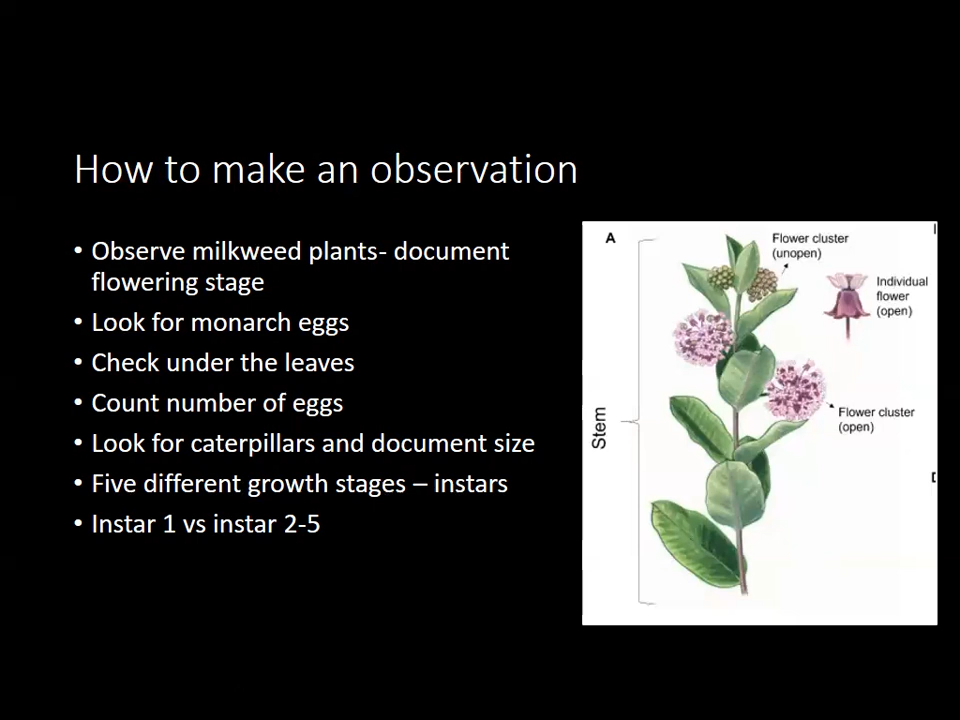 How to make an observation
• Observe milkweed plants- document
flowering stage
• Look for monarch eggs
• Check under the leaves
• Count number of eggs
• Look for caterpillars and document size
• Five different growth stages – instars
• Instar 1 vs instar 2-5
A
Flower cluster
(unopen)
Individual
flower
(open)
Flower cluster
(open)
Stem